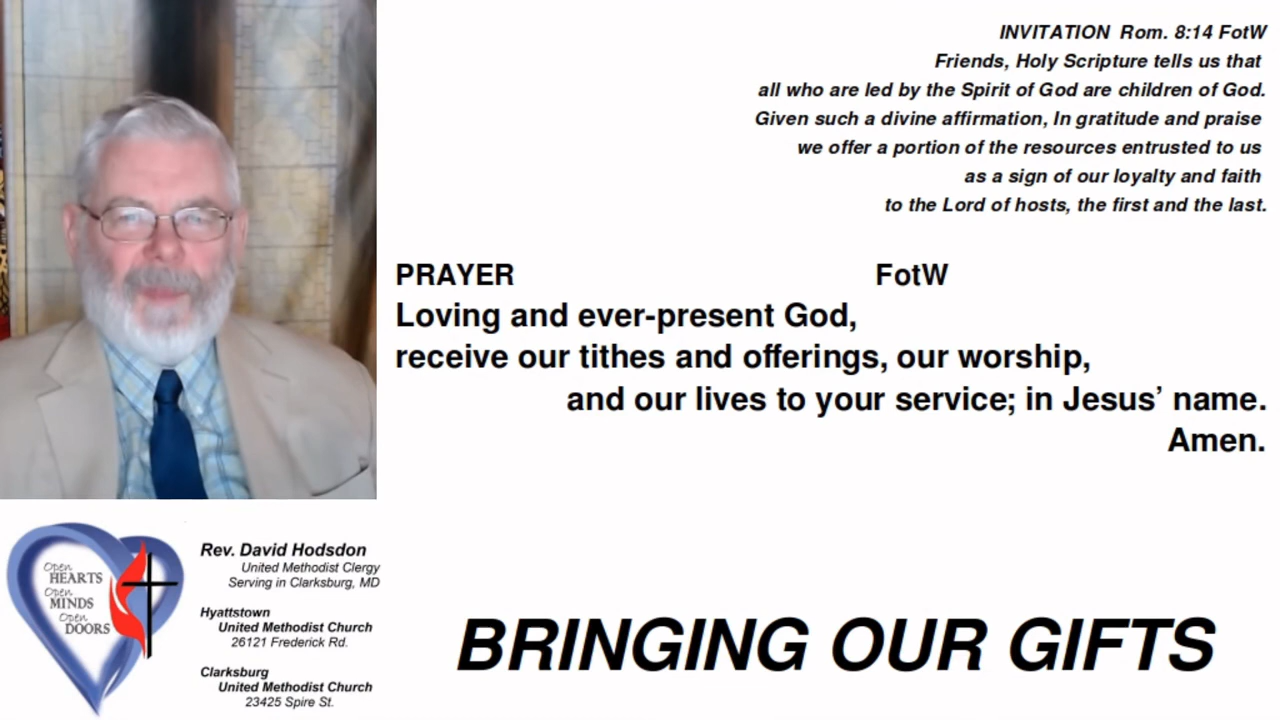 INVITATION Rom. 8:14 FotW
Friends, Holy Scripture tells us that
all who are led by the Spirit of God are children of God.
Given such a divine affirmation, In gratitude and praise
we offer a portion of the resources entrusted to us
as a sign of our loyalty and faith
to the Lord of hosts, the first and the last.
PRAYER FotW
Loving and ever-present God,
receive our tithes and offerings, our worship,
and our lives to your service; in Jesus’ name.
Amen.
Open
HEARTS
Open
MINDS
Open
DOORS
Rev. David Hodsdon
United Methodist Clergy
Serving in Clarksburg, MD
Hyattstown
United Methodist Church
26121 Frederick Rd.
Clarksburg
United Methodist Church
23425 Spire St.
BRINGING OUR GIFTS